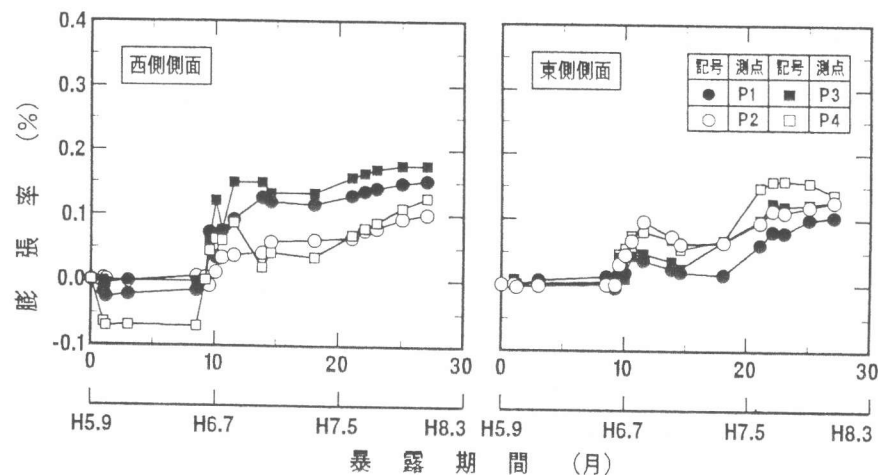 0.4
0.3
0.2
0.1
0.0
-0.1
膨張率 (%)
西側側面
東側側面
記号 測点 記号 測点
P1 P3
P2 P4
0 10 20 30
0 10 20 30
H5.9 H6.7 H7.5 H8.3
H5.9 H6.7 H7.5 H8.3
暴露期間 (月)